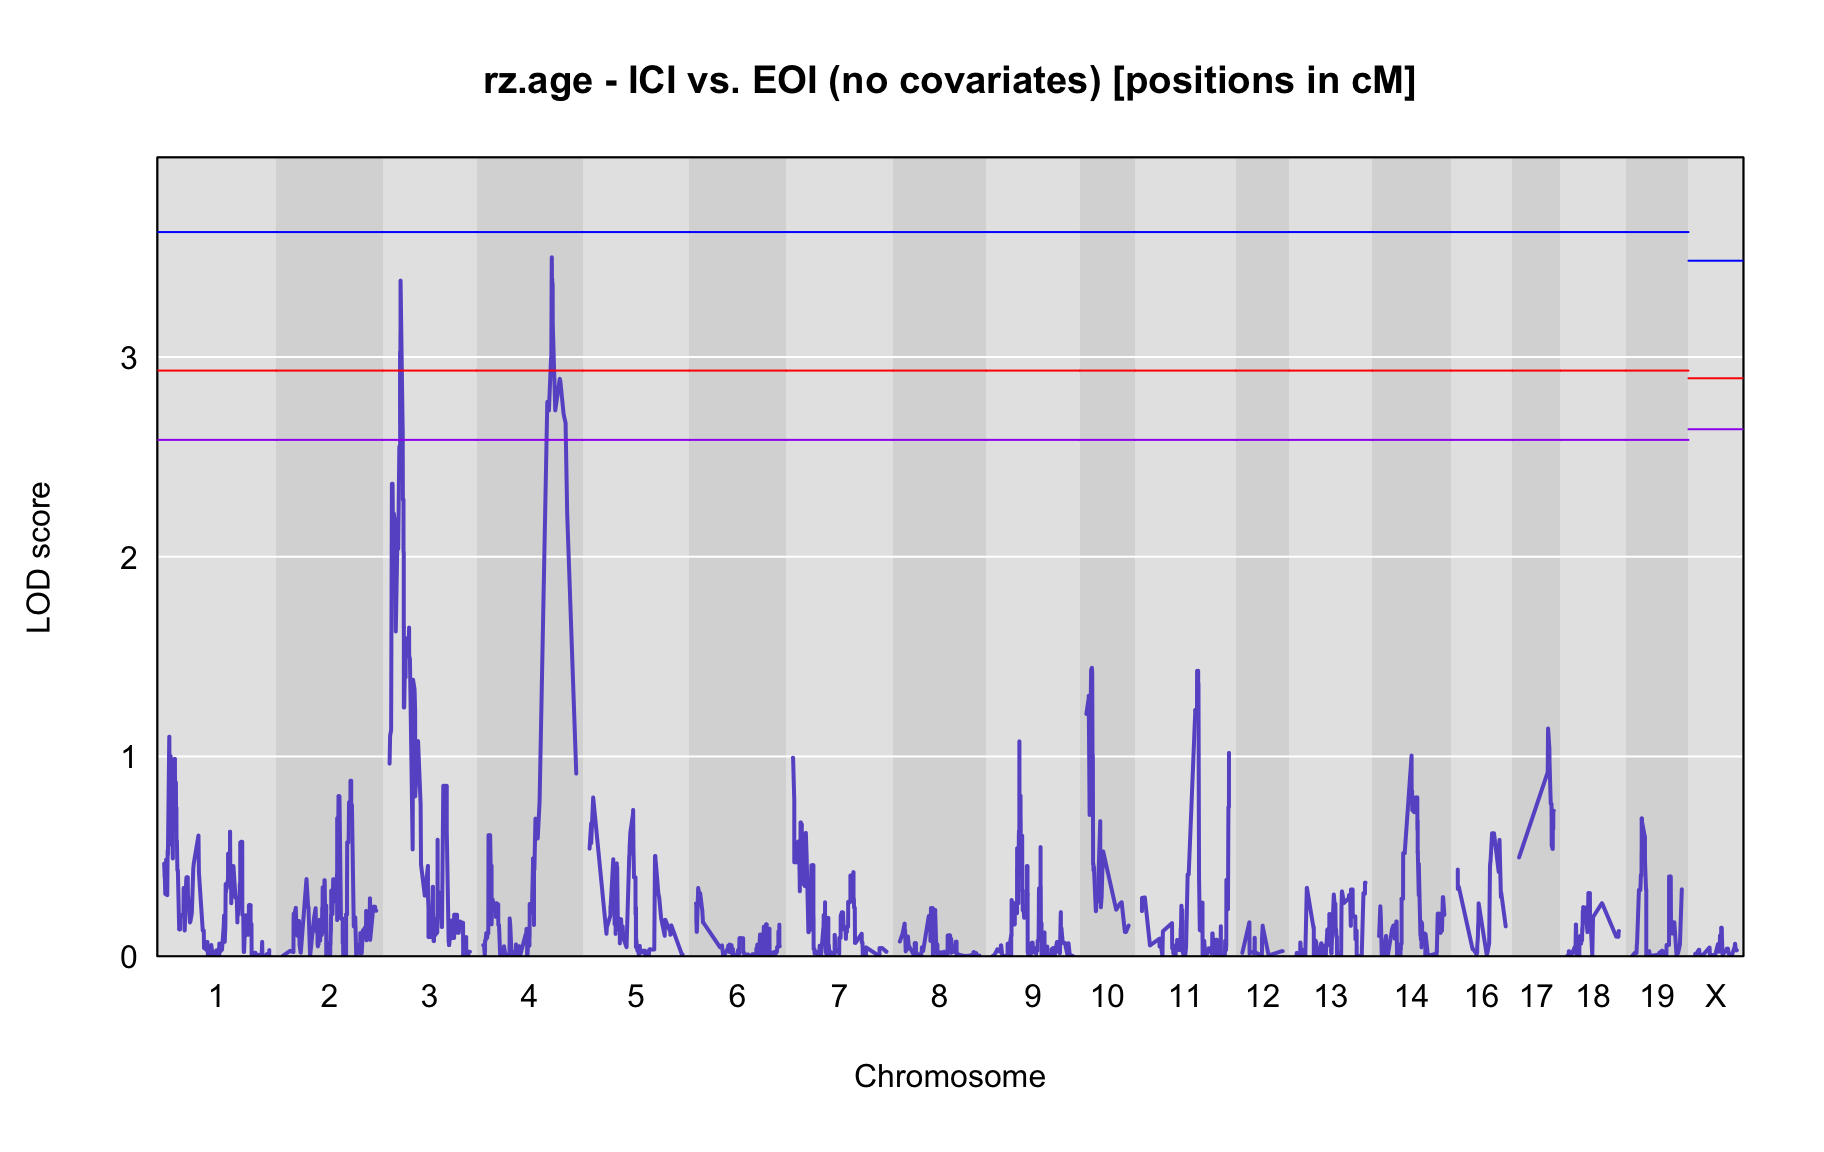 rz.age - ICI vs. EOI (no covariates) [positions in cM]
LOD score
3
2
1
0
1 2 3 4 5 6 7 8 9 10 11 12 13 14 16 17 18 19 X
Chromosome